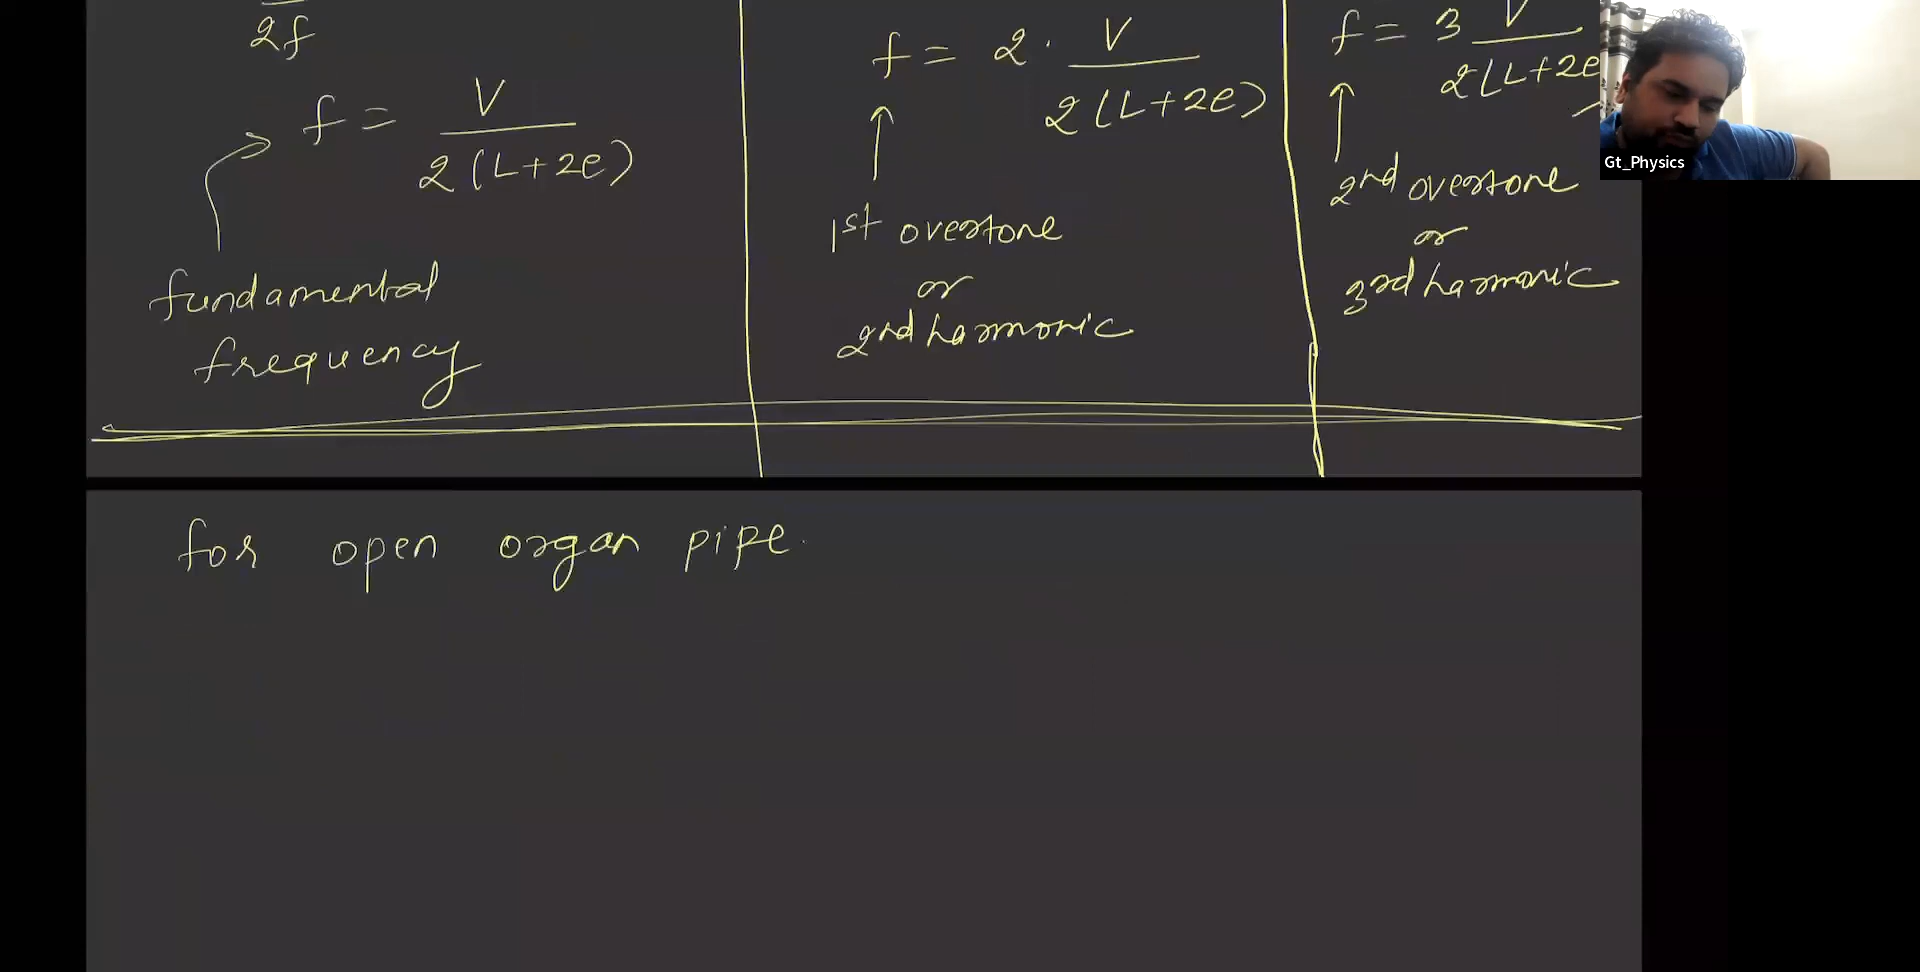 2f
f = V / 2(L+2e)
fundamental
frequency
f = 2 · V / 2(L+2e)
1st overtone
or
2nd harmonic
f = 3 V / 2(L+2e
2nd overtone
or
3rd harmonic
Gt_Physics
for open organ pipe.